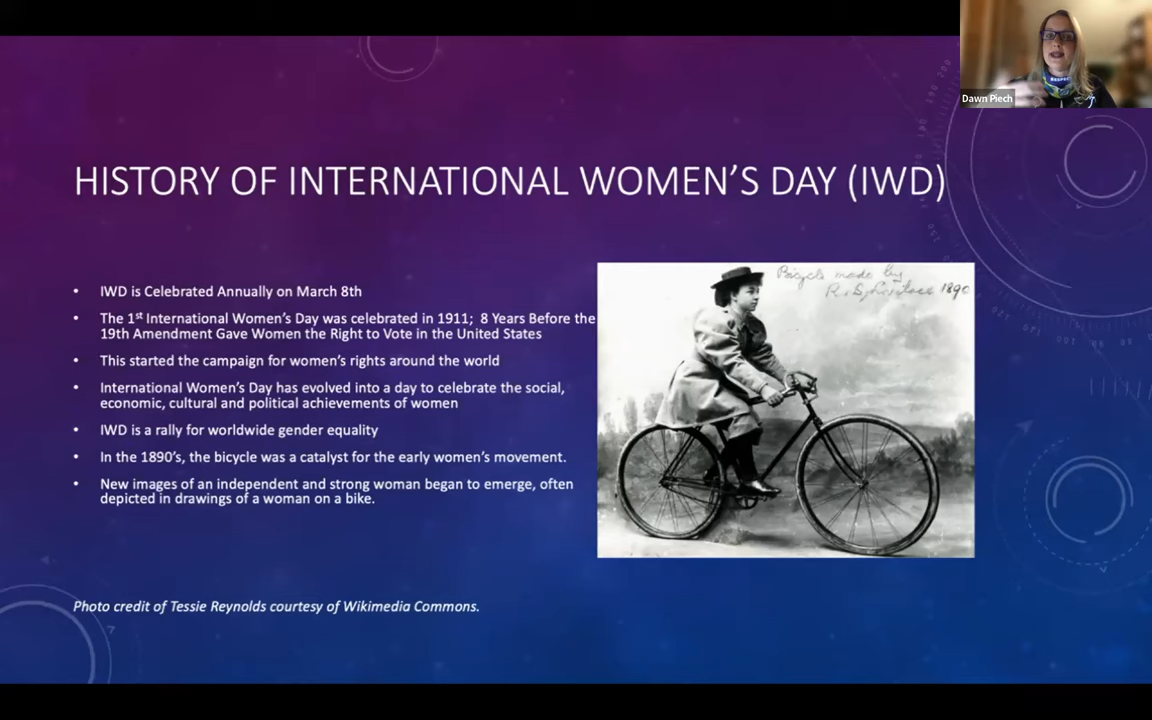 Dawn Piech
HISTORY OF INTERNATIONAL WOMEN'S DAY (IWD)
• IWD is Celebrated Annually on March 8th
• The 1st International Women's Day was celebrated in 1911; 8 Years Before the
19th Amendment Gave Women the Right to Vote in the United States
• This started the campaign for women's rights around the world
• International Women's Day has evolved into a day to celebrate the social,
economic, cultural and political achievements of women
• IWD is a rally for worldwide gender equality
• In the 1890's, the bicycle was a catalyst for the early women's movement.
• New images of an independent and strong woman began to emerge, often
depicted in drawings of a woman on a bike.
Bicycle made by
1890
Photo credit of Tessie Reynolds courtesy of Wikimedia Commons.